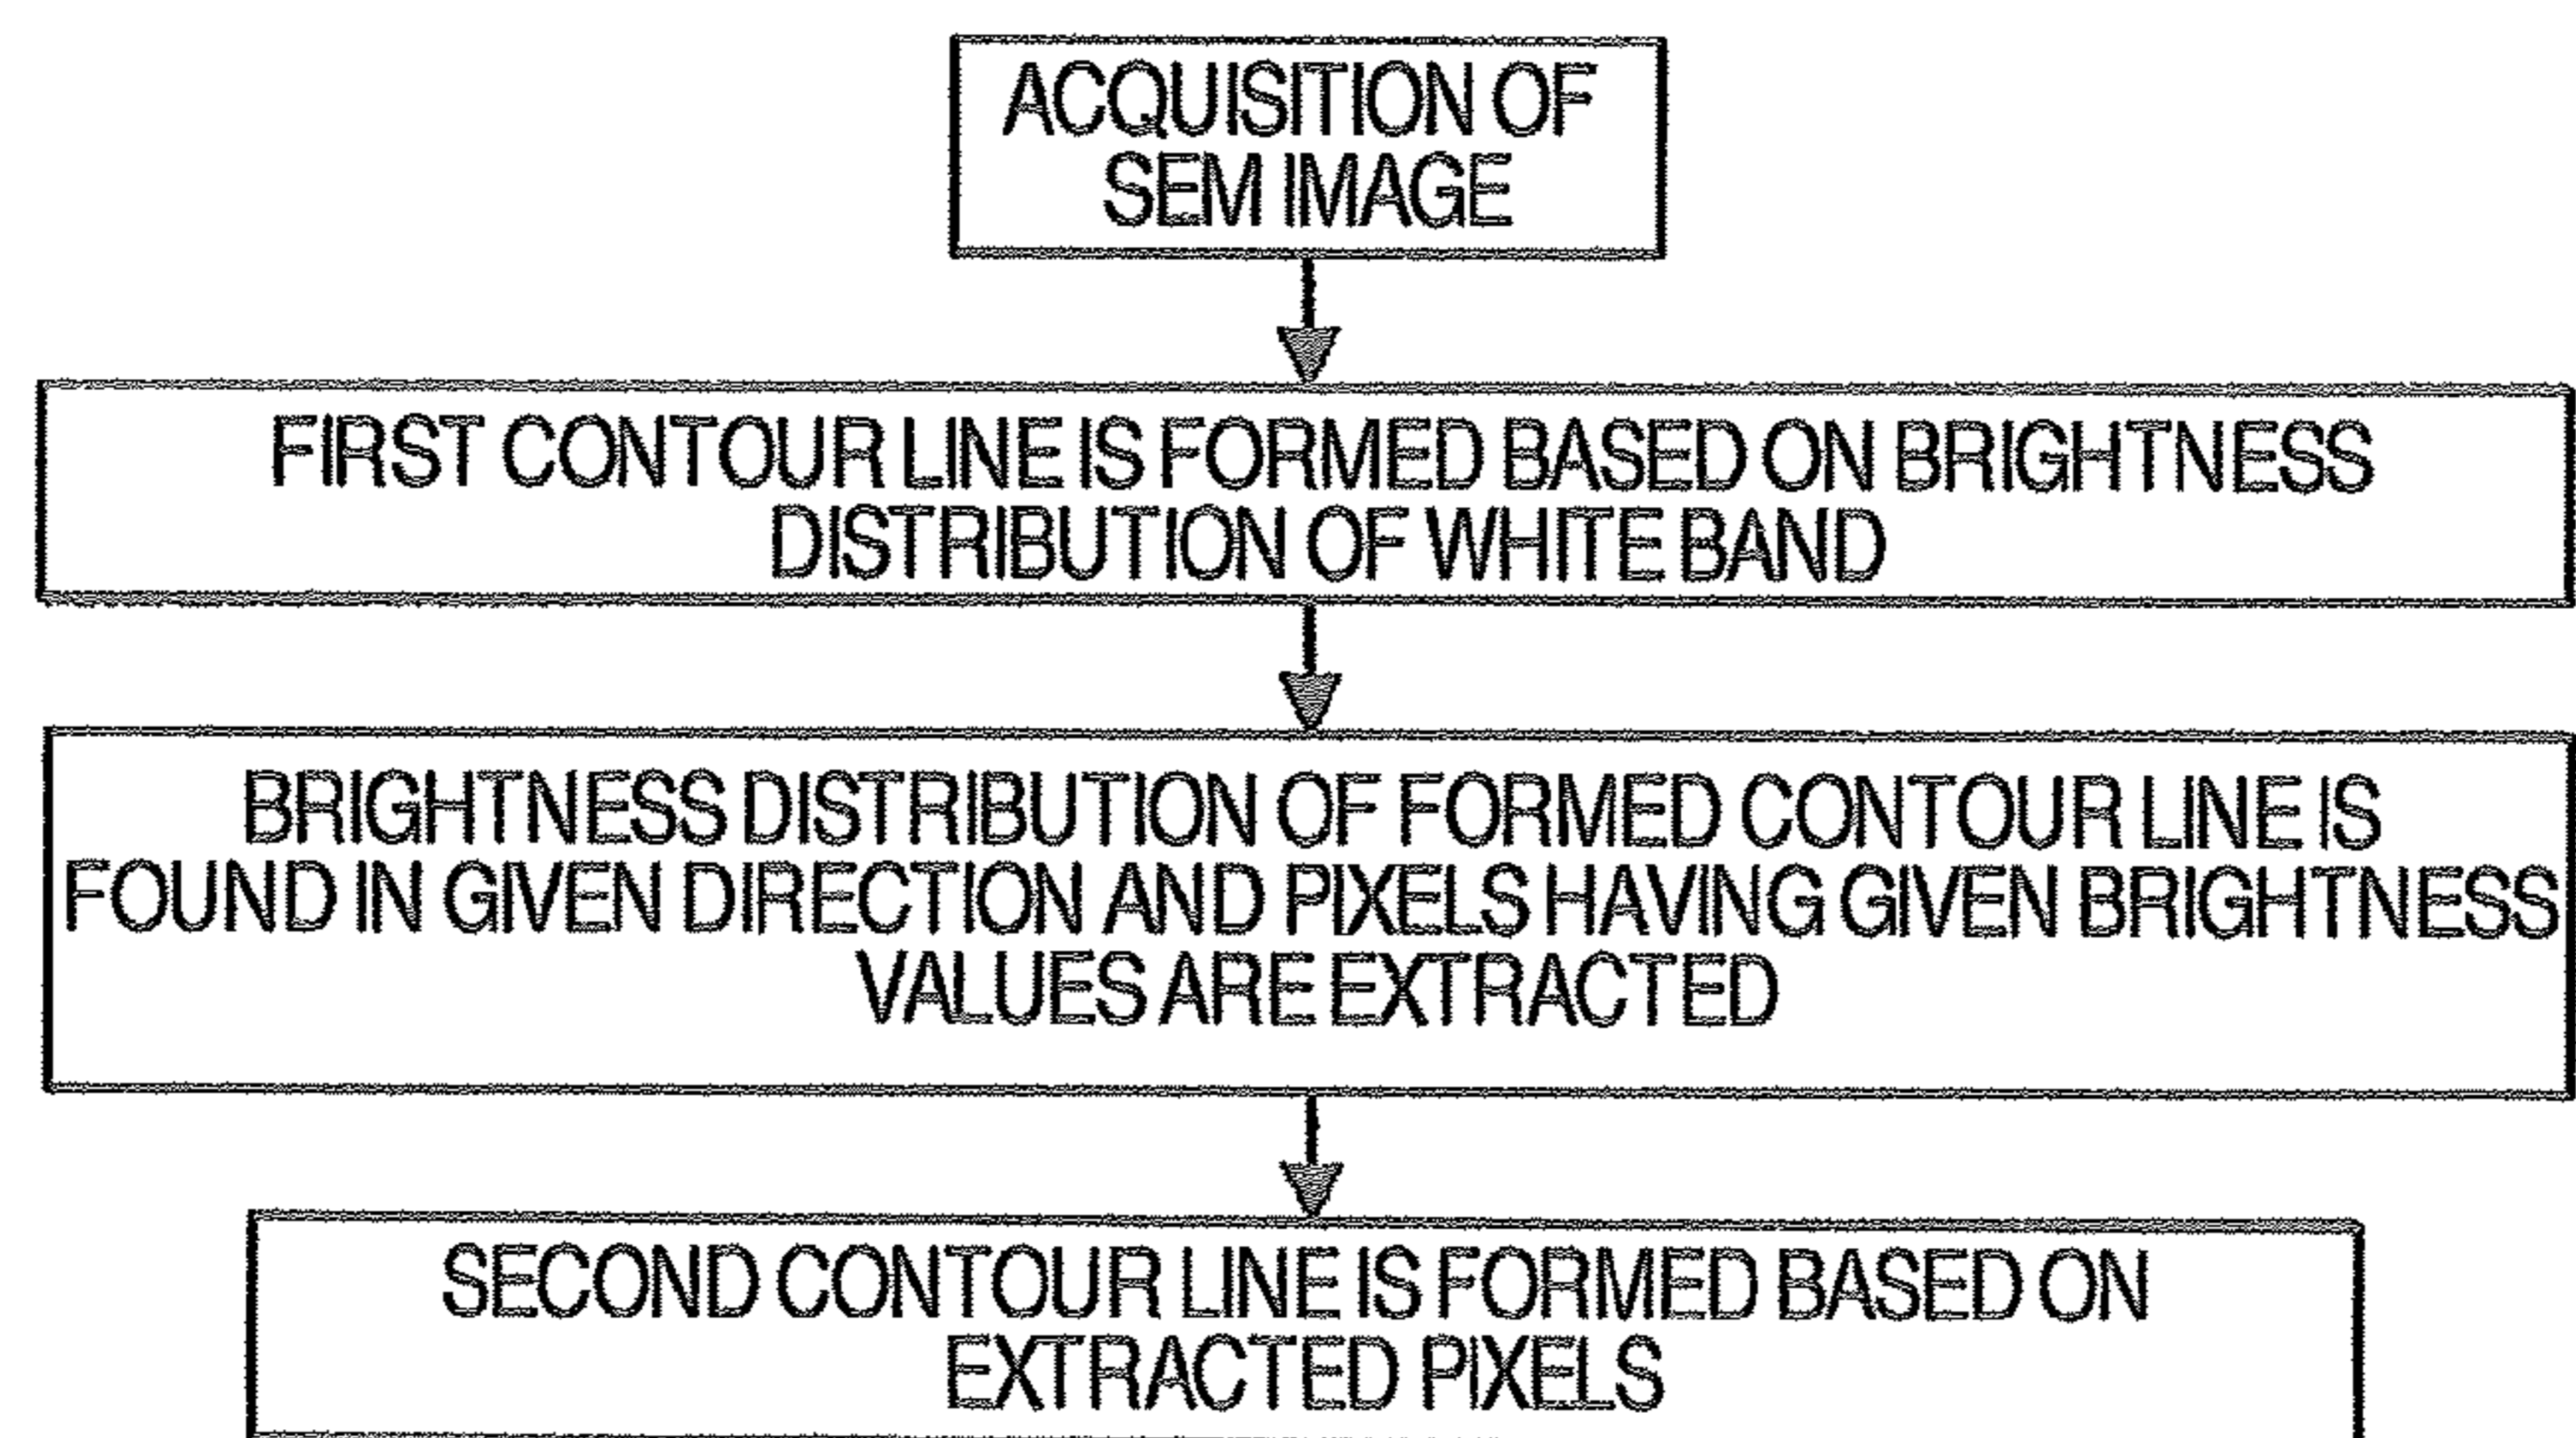 ACQUISITION OF
SEM IMAGE
FIRST CONTOUR LINE IS FORMED BASED ON BRIGHTNESS
DISTRIBUTION OF WHITE BAND
BRIGHTNESS DISTRIBUTION OF FORMED CONTOUR LINE IS
FOUND IN GIVEN DIRECTION AND PIXELS HAVING GIVEN BRIGHTNESS
VALUES ARE EXTRACTED
SECOND CONTOUR LINE IS FORMED BASED ON
EXTRACTED PIXELS